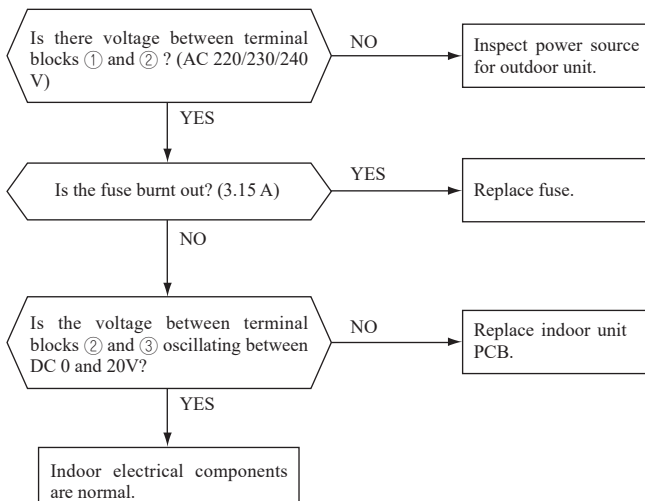 Is there voltage between terminal
blocks ① and ② ? (AC 220/230/240
V)
NO
Inspect power source
for outdoor unit.
YES
Is the fuse burnt out? (3.15 A)
YES
Replace fuse.
NO
Is the voltage between terminal
blocks ② and ③ oscillating between
DC 0 and 20V?
NO
Replace indoor unit
PCB.
YES
Indoor electrical components
are normal.